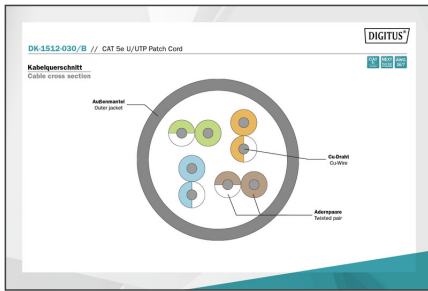 DIGITUS®
DK-1512-030/B // CAT 5e U/UTP Patch Cord
Kabelquerschnitt
Cable cross section
Außenmantel
Outer jacket
Cu-Draht
Cu-Wire
Adernpaare
Twisted pair